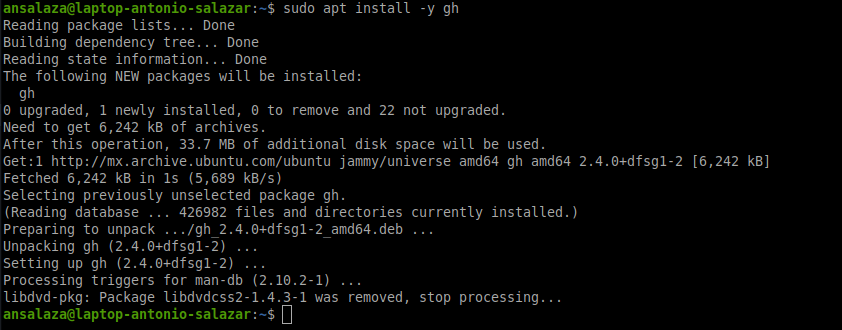 ansalaza@laptop-antonio-salazar:~$ sudo apt install -y gh
Reading package lists... Done
Building dependency tree... Done
Reading state information... Done
The following NEW packages will be installed:
  gh
0 upgraded, 1 newly installed, 0 to remove and 22 not upgraded.
Need to get 6,242 kB of archives.
After this operation, 33.7 MB of additional disk space will be used.
Get:1 http://mx.archive.ubuntu.com/ubuntu jammy/universe amd64 gh amd64 2.4.0+dfsg1-2 [6,242 kB]
Fetched 6,242 kB in 1s (5,689 kB/s)
Selecting previously unselected package gh.
(Reading database ... 426982 files and directories currently installed.)
Preparing to unpack .../gh_2.4.0+dfsg1-2_amd64.deb ...
Unpacking gh (2.4.0+dfsg1-2) ...
Setting up gh (2.4.0+dfsg1-2) ...
Processing triggers for man-db (2.10.2-1) ...
libdvd-pkg: Package libdvdcss2-1.4.3-1 was removed, stop processing...
ansalaza@laptop-antonio-salazar:~$